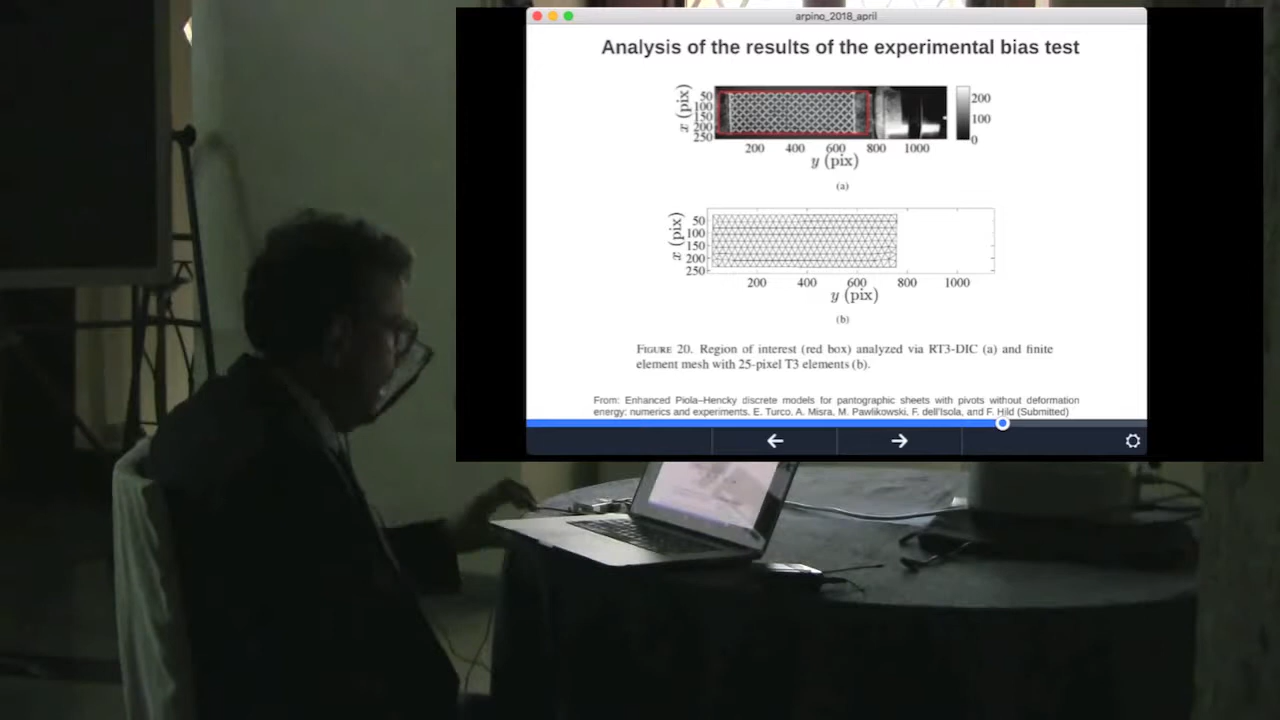 arpino_2018_april
Analysis of the results of the experimental bias test
x (pix)
50
100
150
200
250
200
400
600
800
1000
y (pix)
200
100
0
(a)
x (pix)
50
100
150
200
250
200
400
600
800
1000
y (pix)
(b)
FIGURE 20. Region of interest (red box) analyzed via RT3-DIC (a) and finite
element mesh with 25-pixel T3 elements (b).
From: Enhanced Piola–Hencky discrete models for pantographic sheets with pivots without deformation
energy: numerics and experiments. E. Turco, A. Misra, M. Pawlikowski, F. dell'Isola, and F. Hild (Submitted)